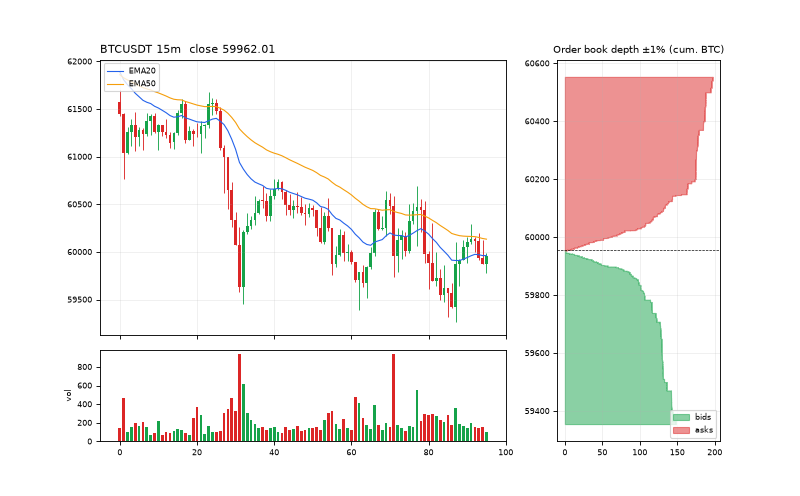 BTCUSDT 15m  close 59962.01
Order book depth ±1% (cum. BTC)
EMA20
EMA50
62000
61500
61000
60500
60000
59500
60600
60400
60200
60000
59800
59600
59400
vol
800
600
400
200
0
0 20 40 60 80 100
0 50 100 150 200
bids
asks